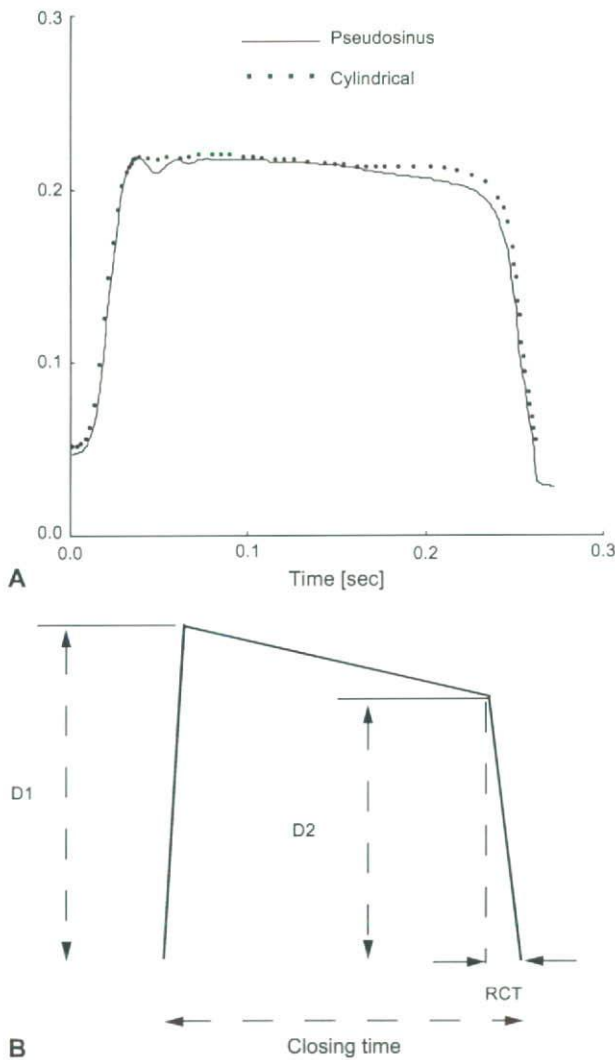 0.3
Pseudosinus
Cylindrical
0.2
0.1
0.0
0.0 0.1 0.2 0.3
A Time [sec]
D1
D2
RCT
B Closing time